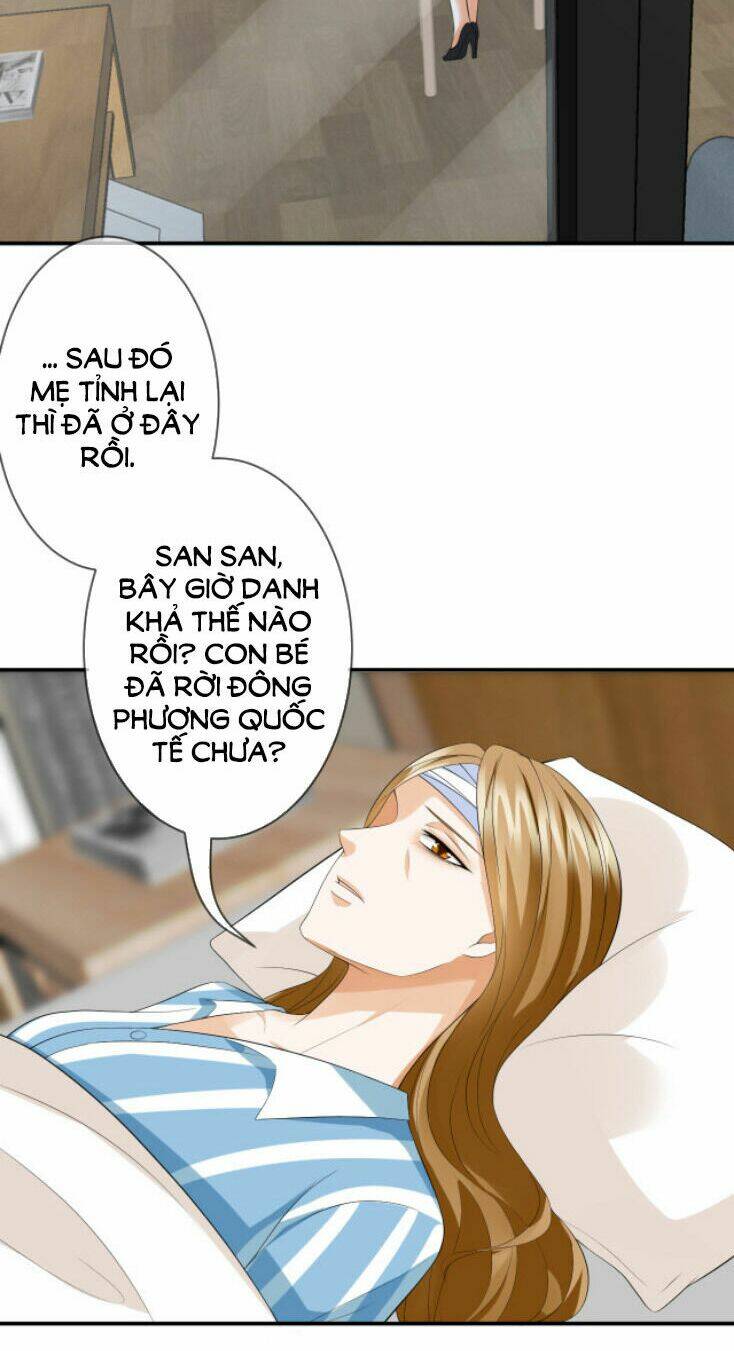 ... SAU ĐÓ
MẸ TỈNH LẠI
THÌ ĐÃ Ở ĐÂY
RỒI.
SAN SAN,
BÂY GIỜ DANH
KHẢ THẾ NÀO
RỒI? CON BÉ
ĐÃ RỜI ĐÔNG
PHƯƠNG QUỐC
TẾ CHƯA?